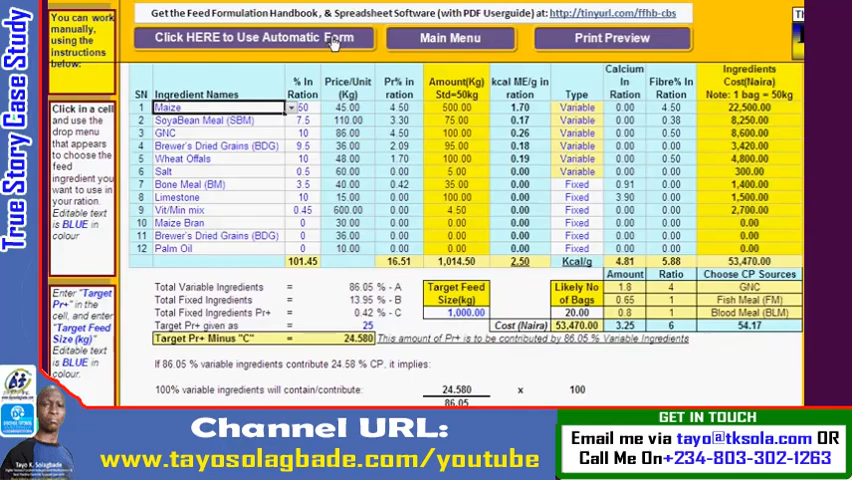 Get the Feed Formulation Handbook, & Spreadsheet Software (with PDF Userguide) at: http://tinyurl.com/ffhb-cbs
Click HERE to Use Automatic Form
Main Menu
Print Preview
True Story Case Study
You can work
manually,
using the
instructions
below:
Click in a cell
and use the
drop menu
that appears
to choose the
feed
ingredient you
want to use in
your ration.
Editable text
is BLUE in
colour
Enter "Target
Pr+" in the
cell, and enter
"Target Feed
Size (kg)"
Editable text
is BLUE in
colour.
SN Ingredient Names % In Ration Price/Unit (Kg) Pr% in ration Amount(Kg) Std=50kg kcal ME/g in ration Type Calcium In Ration Fibre% In Ration Ingredients Cost(Naira) Note: 1 bag = 50kg
1 Maize 50 45.00 4.50 500.00 1.70 Variable 0.00 4.50 22,500.00
2 SoyaBean Meal (SBM) 7.5 110.00 3.30 75.00 0.17 Variable 0.00 0.00 8,250.00
3 GNC 10 86.00 4.50 100.00 0.26 Variable 0.00 0.50 8,600.00
4 Brewer's Dried Grains (BDG) 9.5 36.00 2.09 95.00 0.18 Variable 0.00 0.38 3,420.00
5 Wheat Offals 10 48.00 1.70 100.00 0.19 Variable 0.00 0.50 4,800.00
6 Salt 0.5 60.00 0.00 5.00 0.00 Variable 0.00 0.00 300.00
7 Bone Meal (BM) 3.5 40.00 0.42 35.00 0.00 Fixed 0.91 0.00 1,400.00
8 Limestone 10 15.00 0.00 100.00 0.00 Fixed 3.90 0.00 1,500.00
9 Vit/Min mix 0.45 600.00 0.00 4.50 0.00 Fixed 0.00 0.00 2,700.00
10 Maize Bran 0 30.00 0.00 0.00 0.00 Fixed 0.00 0.00 0.00
11 Brewer's Dried Grains (BDG) 0 36.00 0.00 0.00 0.00 Fixed 0.00 0.00 0.00
12 Palm Oil 0 10.00 0.00 0.00 0.00 Fixed 0.00 0.00 0.00
101.45 16.51 1,014.50 2.50 Kcal/g 4.81 5.88 53,470.00
Amount Ratio Choose CP Sources
Total Variable Ingredients = 86.05 % - A
Total Fixed Ingredients = 13.95 % - B
Total Fixed Ingredients Pr+ = 0.42 % - C
Target Pr+ given as = 25
Target Pr+ Minus "C" = 24.580
Target Feed
Size(kg)
1,000.00
Likely No
of Bags
20.00
Cost (Naira) 53,470.00
1.8 4 GNC
0.65 1 Fish Meal (FM)
0.8 1 Blood Meal (BLM)
3.25 6 54.17
This amount of Pr+ is to be contributed by 86.05 % Variable Ingredients
If 86.05 % variable ingredients contribute 24.58 % CP, it implies:
100% variable ingredients will contain/contribute: 24.580 x 100
86.05
Tayo K. Solagbade
Channel URL:
www.tayosolagbade.com/youtube
GET IN TOUCH
Email me via tayo@tksola.com OR
Call Me On+234-803-302-1263